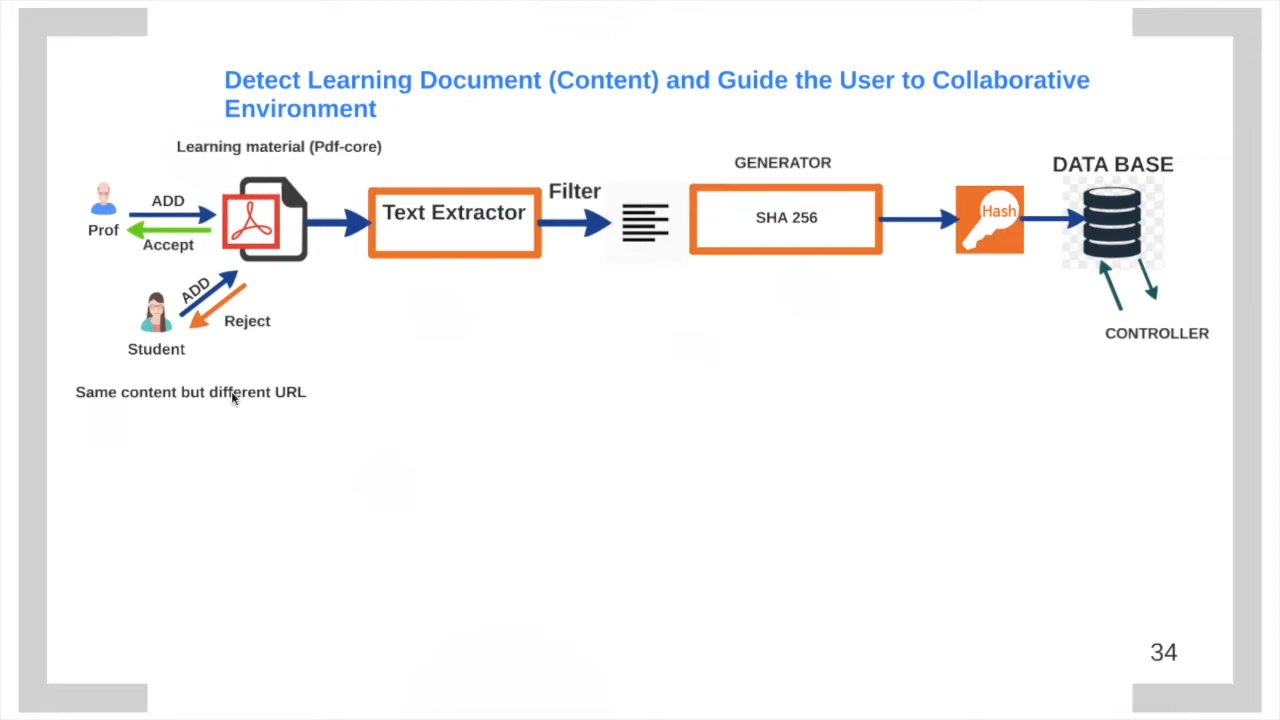 Detect Learning Document (Content) and Guide the User to Collaborative
Environment
Learning material (Pdf-core)
GENERATOR
DATA BASE
ADD
Prof
Accept
Text Extractor
Filter
SHA 256
Hash
ADD
Reject
Student
CONTROLLER
Same content but different URL
34